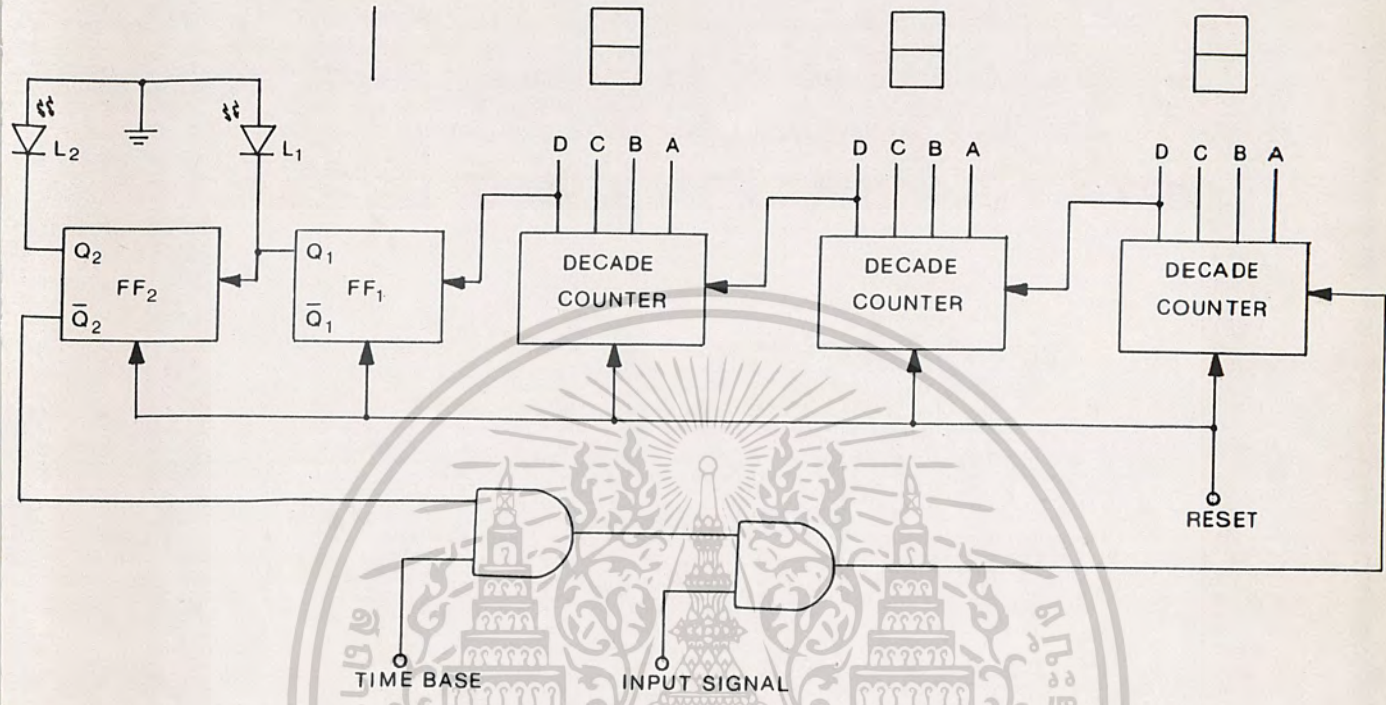 L₂
L₁
D C B A
D C B A
D C B A
Q₂
FF₂
Q̅₂
Q₁
FF₁
Q̅₁
DECADE
COUNTER
DECADE
COUNTER
DECADE
COUNTER
RESET
TIME BASE
INPUT SIGNAL